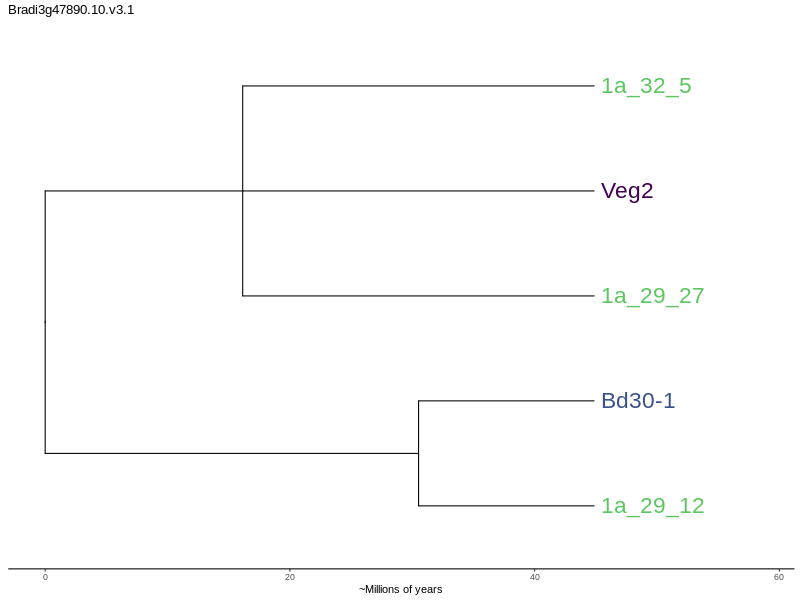 Bradi3g47890.10.v3.1
1a_32_5
Veg2
1a_29_27
Bd30-1
1a_29_12
0 20 40 60
~Millions of years